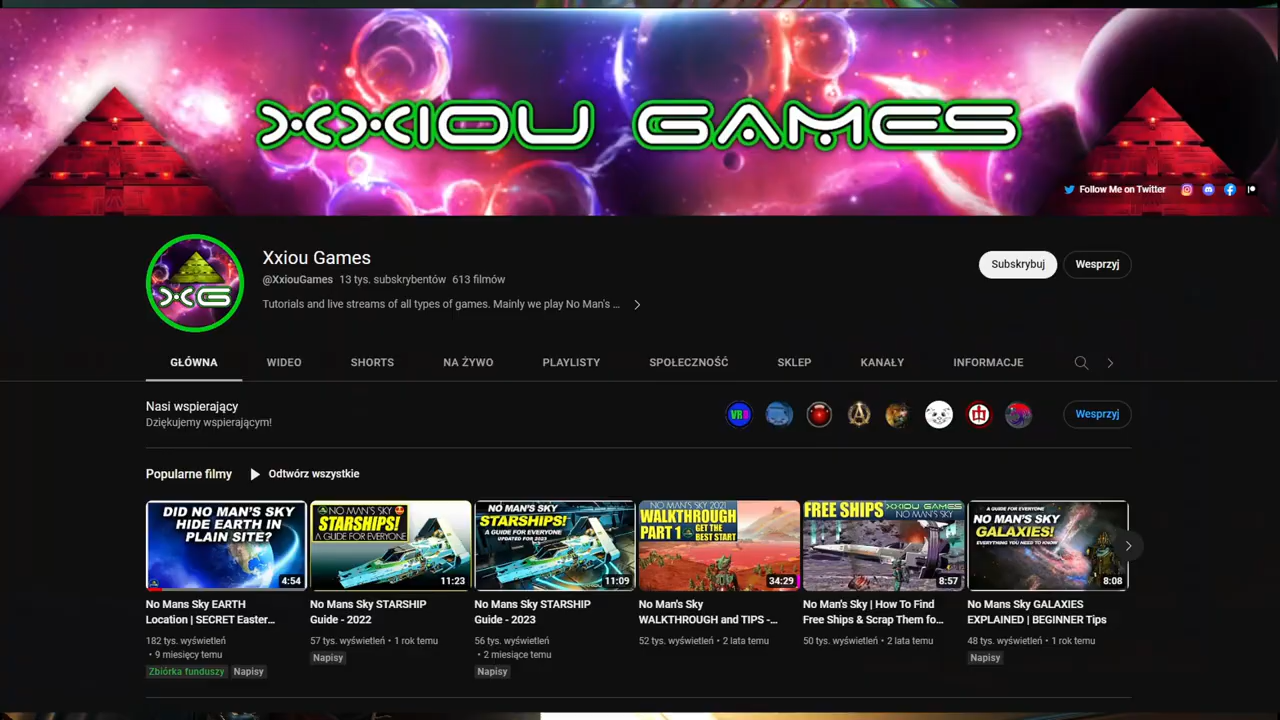 XXIOU GAMES
Follow Me on Twitter
XG
Xxiou Games
@XxiouGames 13 tys. subskrybentów 613 filmów
Tutorials and live streams of all types of games. Mainly we play No Man's ...
Subskrybuj
Wesprzyj
GŁÓWNA WIDEO SHORTS NA ŻYWO PLAYLISTY SPOŁECZNOŚĆ SKLEP KANAŁY INFORMACJE
Nasi wspierający
Dziękujemy wspierającym!
VR
Wesprzyj
Popularne filmy Odtwórz wszystkie
DID NO MAN'S SKY
HIDE EARTH IN
PLAIN SITE?
4:54
No Mans Sky EARTH
Location | SECRET Easter...
182 tys. wyświetleń
• 9 miesięcy temu
Zbiórka funduszy Napisy
NO MAN'S SKY
STARSHIPS!
A GUIDE FOR EVERYONE
11:23
No Mans Sky STARSHIP
Guide - 2022
57 tys. wyświetleń • 1 rok temu
Napisy
NO MAN'S SKY
STARSHIPS!
A GUIDE FOR EVERYONE
UPDATED FOR 2023
11:09
No Mans Sky STARSHIP
Guide - 2023
56 tys. wyświetleń
• 2 miesiące temu
Napisy
NO MAN'S SKY 2021
WALKTHROUGH
PART 1 GET THE
BEST START
34:29
No Man's Sky
WALKTHROUGH and TIPS -...
52 tys. wyświetleń • 2 lata temu
FREE SHIPS XXIOU GAMES
NO MAN'S SKY
8:57
No Man's Sky | How To Find
Free Ships & Scrap Them fo...
50 tys. wyświetleń • 2 lata temu
A GUIDE FOR EVERYONE
NO MAN'S SKY
GALAXIES!
EVERYTHING YOU NEED TO KNOW
8:08
No Mans Sky GALAXIES
EXPLAINED | BEGINNER Tips
48 tys. wyświetleń • 1 rok temu
Napisy